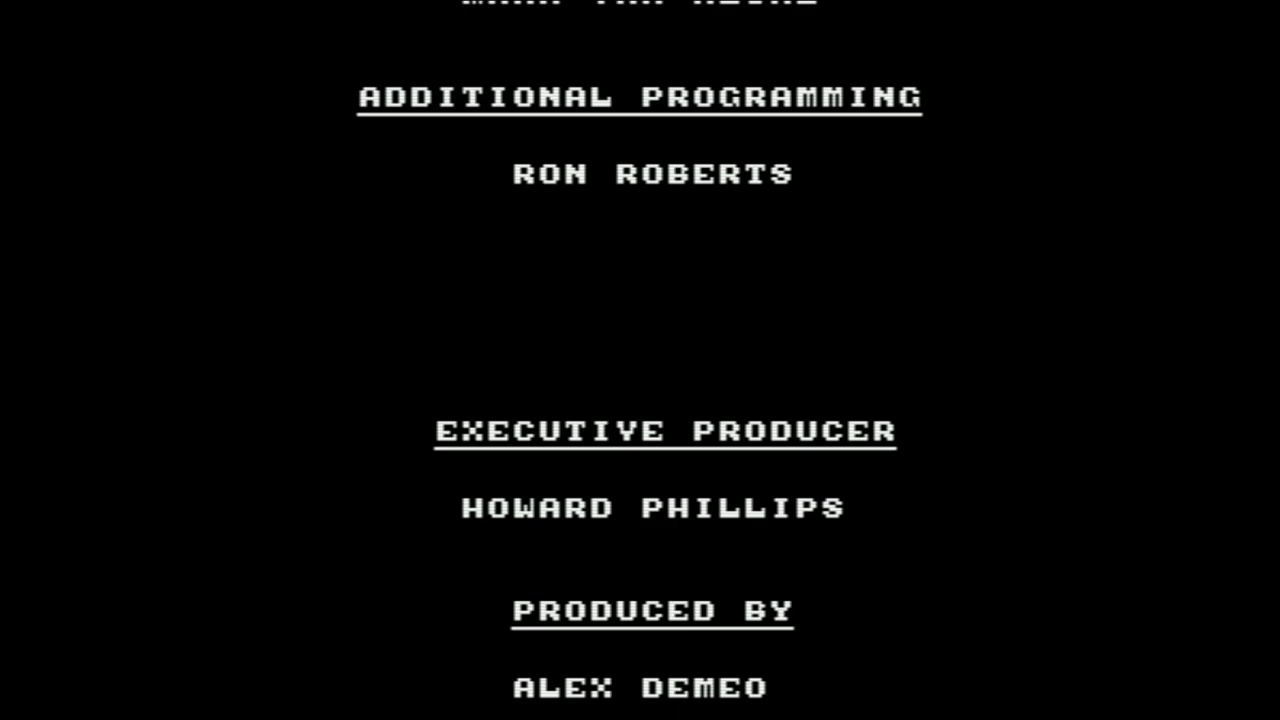 ADDITIONAL PROGRAMMING
RON ROBERTS
EXECUTIVE PRODUCER
HOWARD PHILLIPS
PRODUCED BY
ALEX DEMEO